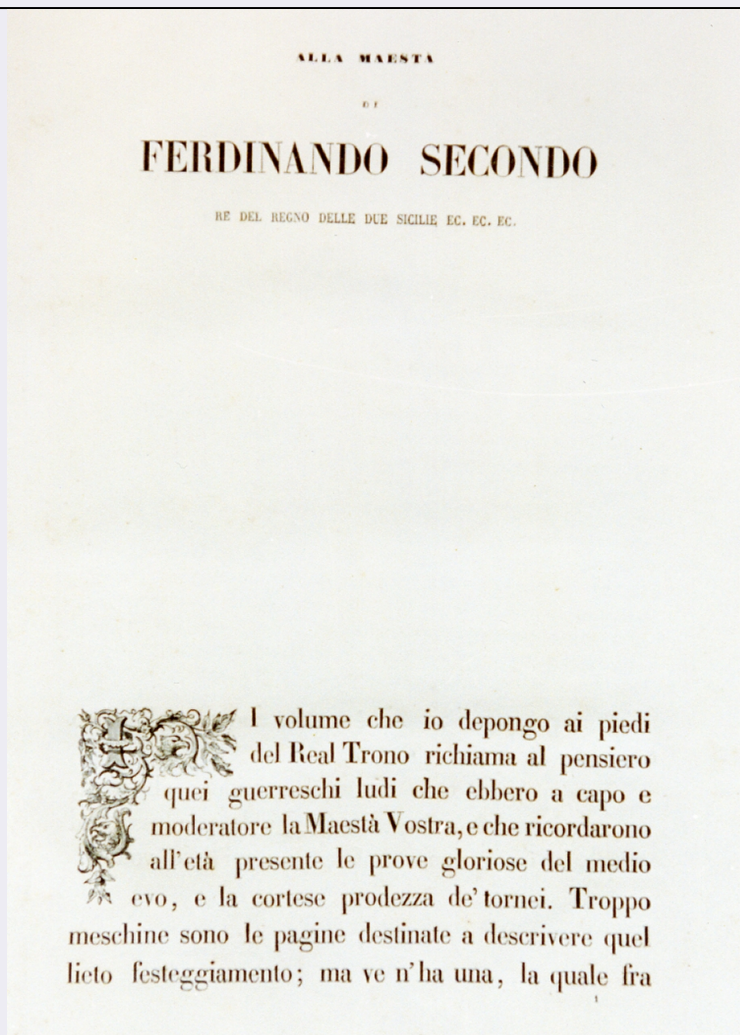 ALLA MAESTA
DI
FERDINANDO SECONDO
RE DEL REGNO DELLE DUE SICILIE EC. EC. EC.
Il volume che io depongo ai piedi
del Real Trono richiama al pensiero
quei guerreschi ludi che ebbero a capo e
moderatore la Maestà Vostra, e che ricordarono
all'età presente le prove gloriose del medio
evo, e la cortese prodezza de' tornei. Troppo
meschine sono le pagine destinate a descrivere quel
lieto festeggiamento; ma ve n'ha una, la quale fra